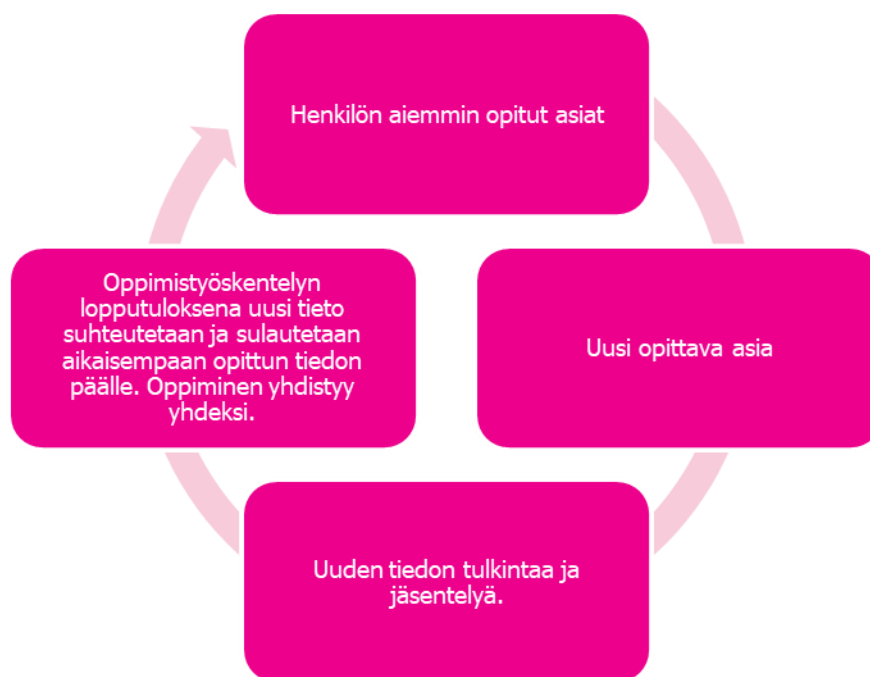 Henkilön aiemmin opitut asiat
Uusi opittava asia
Uuden tiedon tulkintaa ja
jäsentelyä.
Oppimistyöskentelyn
lopputuloksena uusi tieto
suhteutetaan ja sulautetaan
aikaisempaan opittun tiedon
päälle. Oppiminen yhdistyy
yhdeksi.